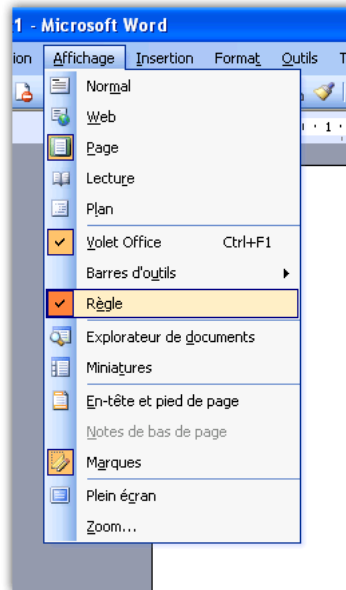 1 - Microsoft Word
ion Affichage Insertion Format Outils T
Normal
Web
Page
Lecture
Plan
Volet Office Ctrl+F1
Barres d'outils
Règle
Explorateur de documents
Miniatures
En-tête et pied de page
Notes de bas de page
Marques
Plein écran
Zoom...
1